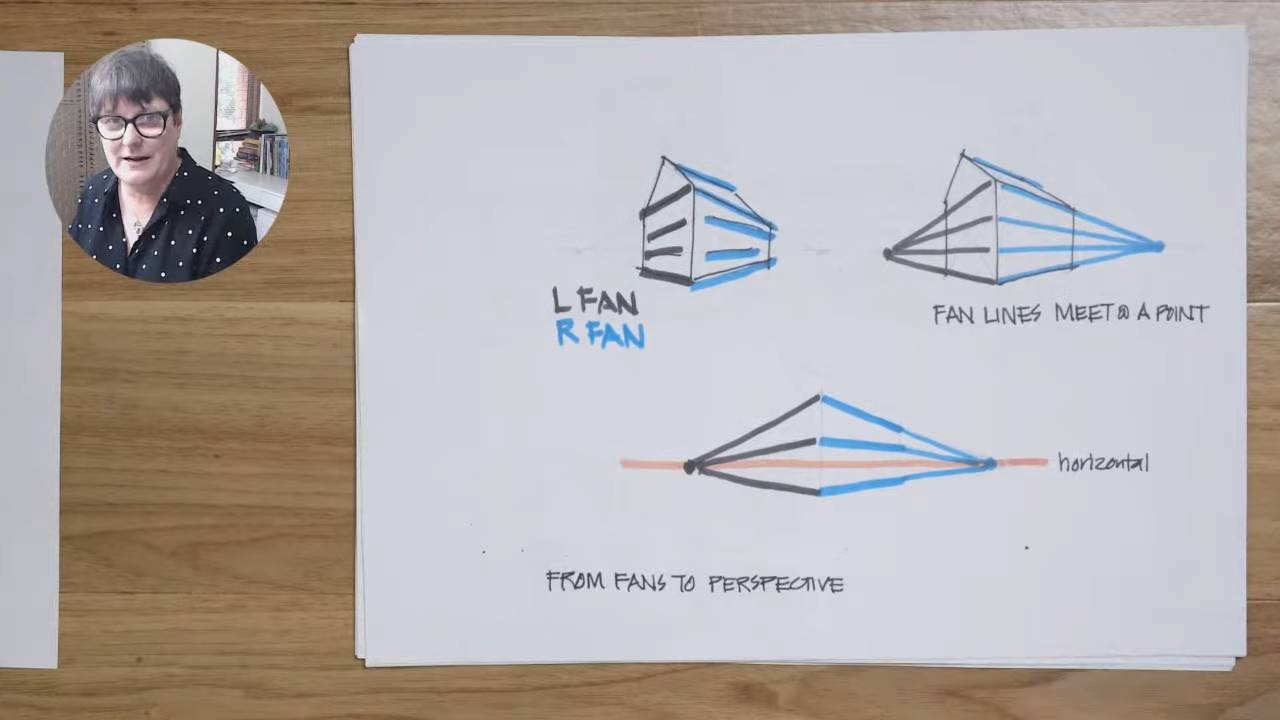 L FAN
R FAN
FAN LINES MEET @ A POINT
horizontal
FROM FANS TO PERSPECTIVE